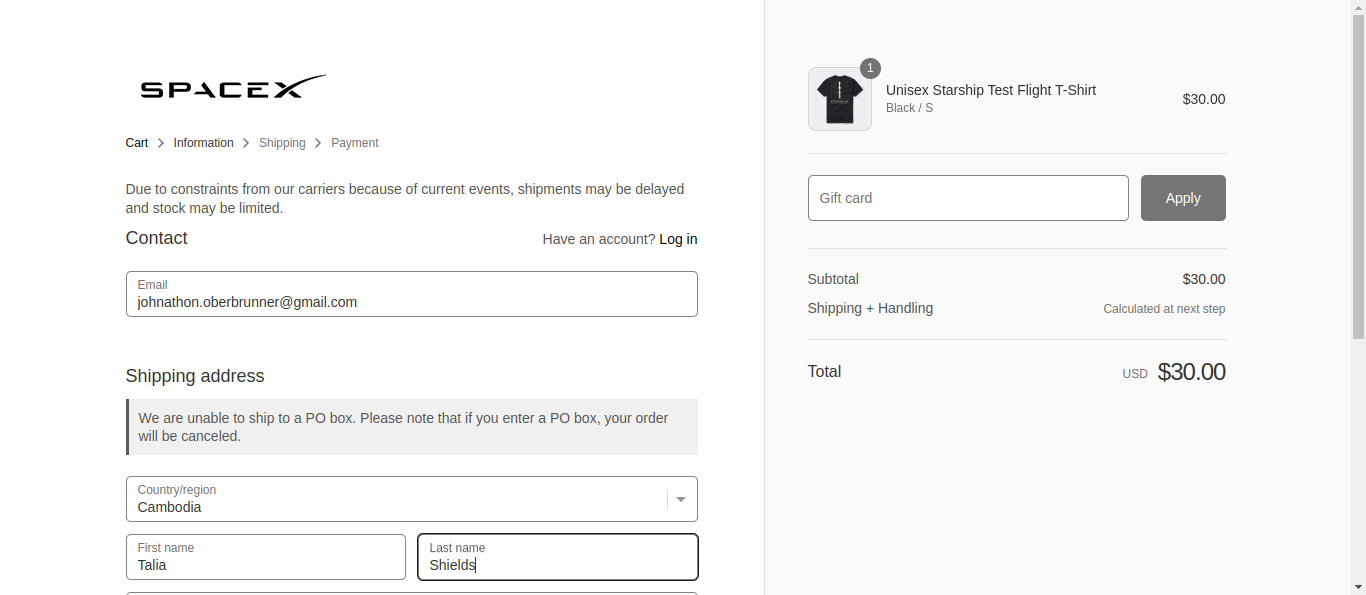 SPACEX
Cart > Information > Shipping > Payment
Due to constraints from our carriers because of current events, shipments may be delayed
and stock may be limited.
Contact
Have an account? Log in
Email
johnathon.oberbrunner@gmail.com
Shipping address
We are unable to ship to a PO box. Please note that if you enter a PO box, your order
will be canceled.
Country/region
Cambodia
First name
Talia
Last name
Shields
1
Unisex Starship Test Flight T-Shirt
Black / S
$30.00
Gift card
Apply
Subtotal
$30.00
Shipping + Handling
Calculated at next step
Total
USD $30.00